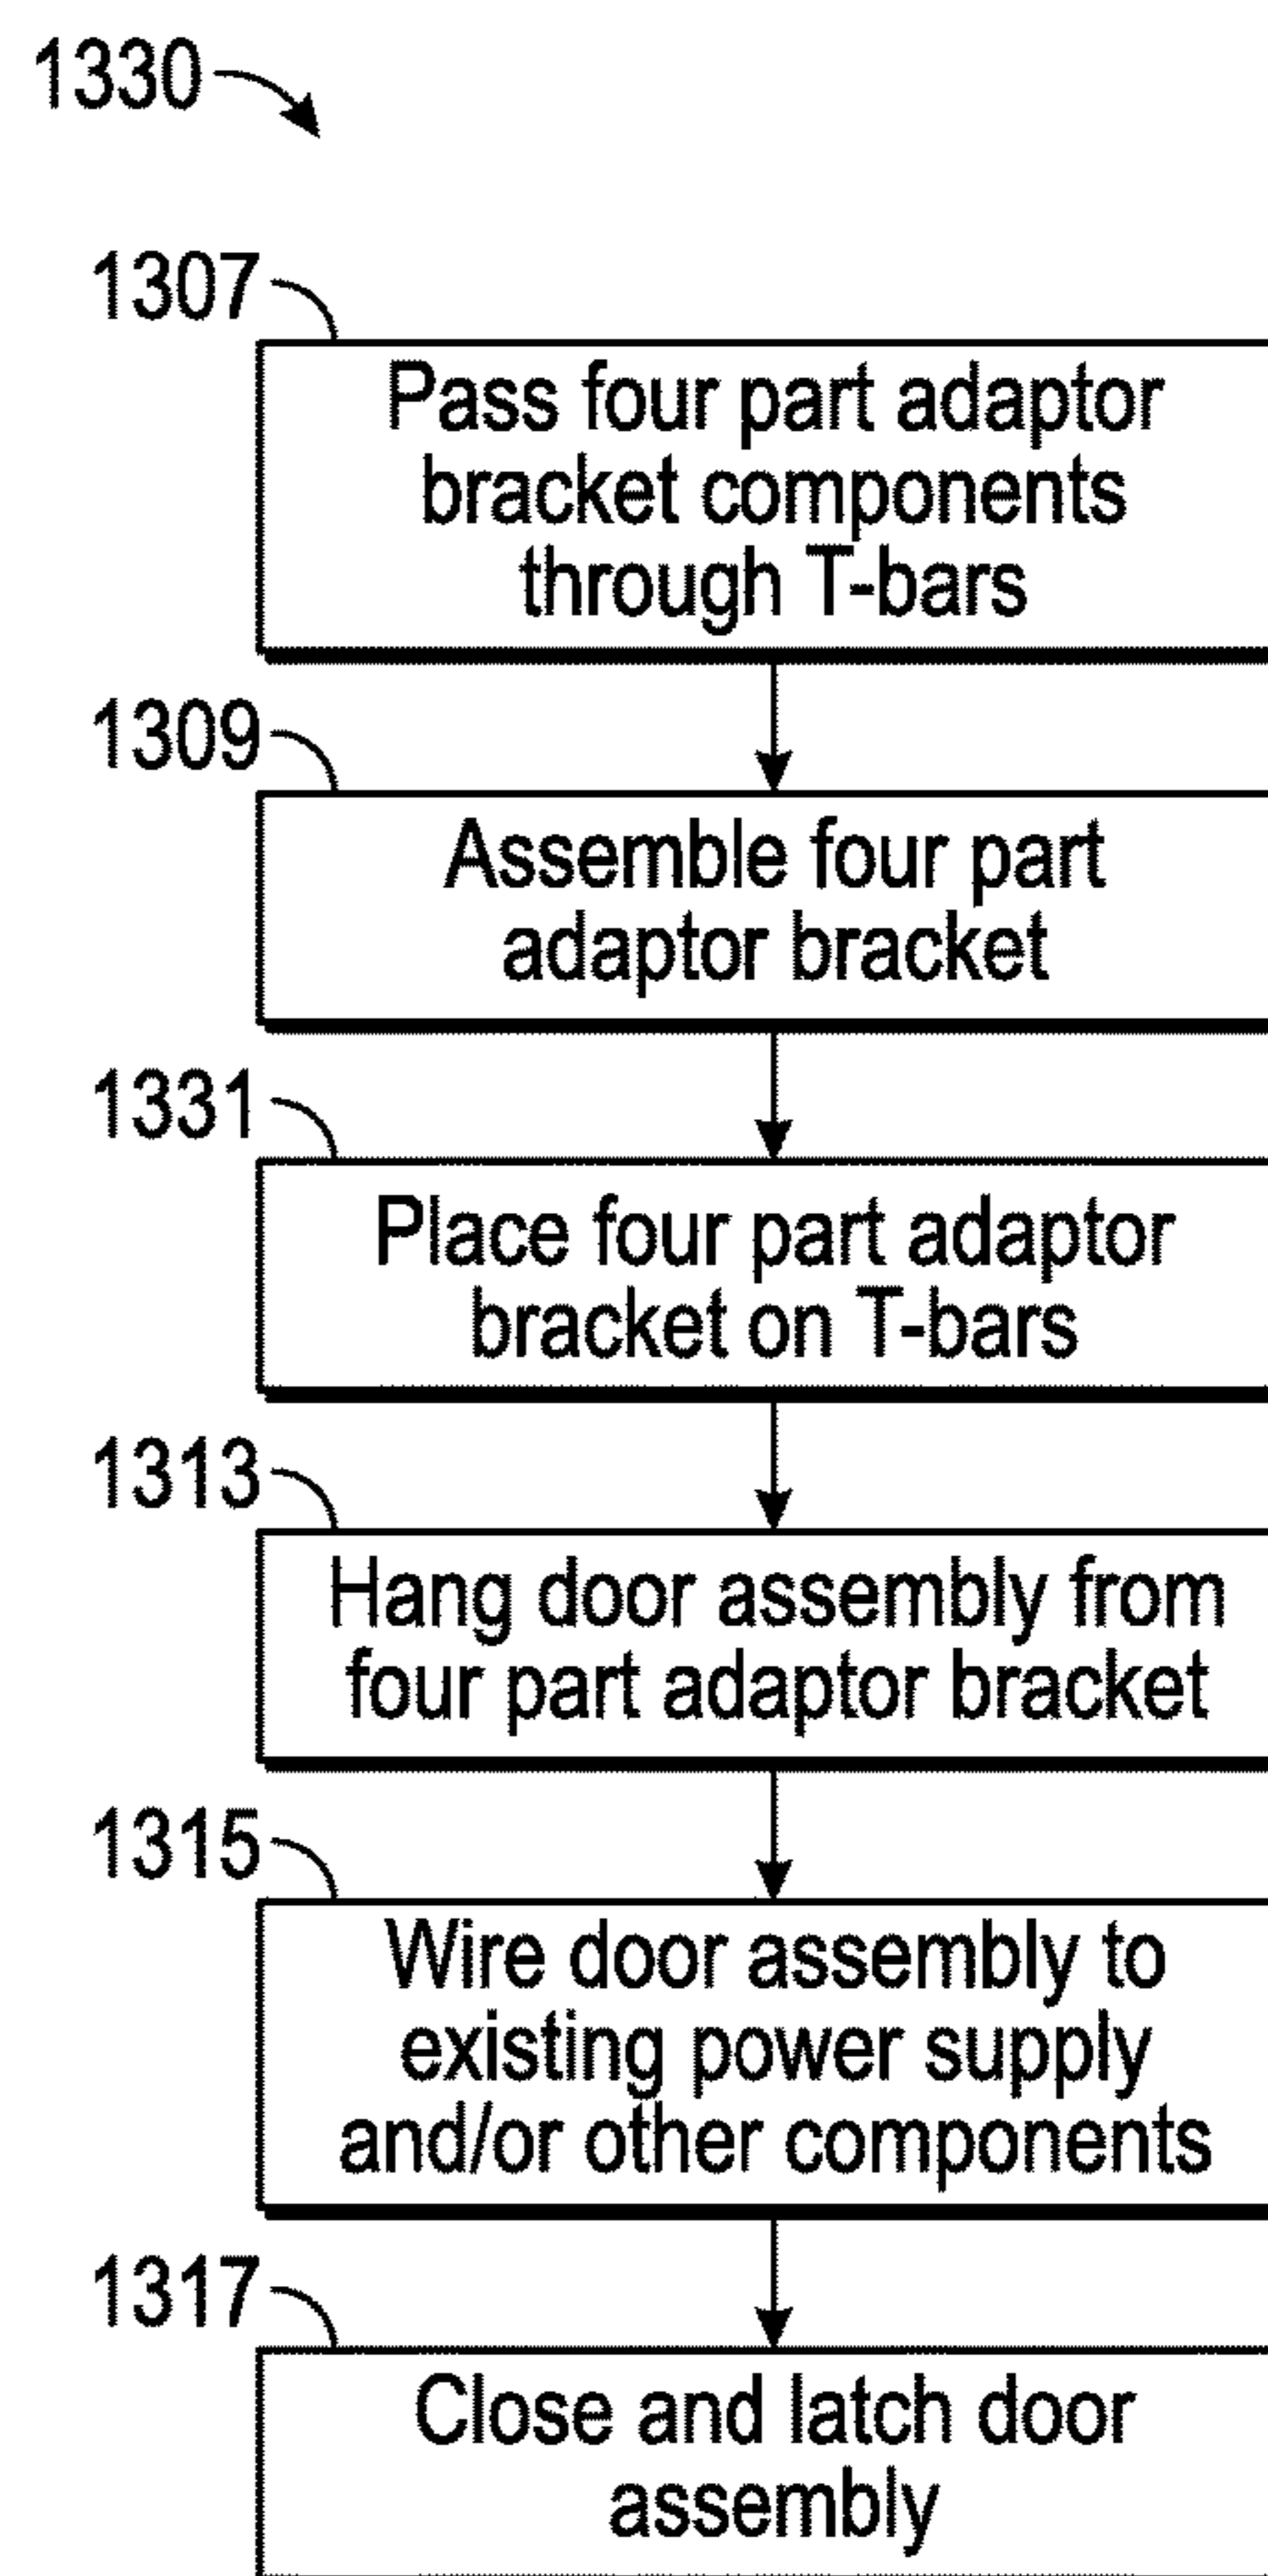 1330
1307
Pass four part adaptor
bracket components
through T-bars
1309
Assemble four part
adaptor bracket
1331
Place four part adaptor
bracket on T-bars
1313
Hang door assembly from
four part adaptor bracket
1315
Wire door assembly to
existing power supply
and/or other components
1317
Close and latch door
assembly